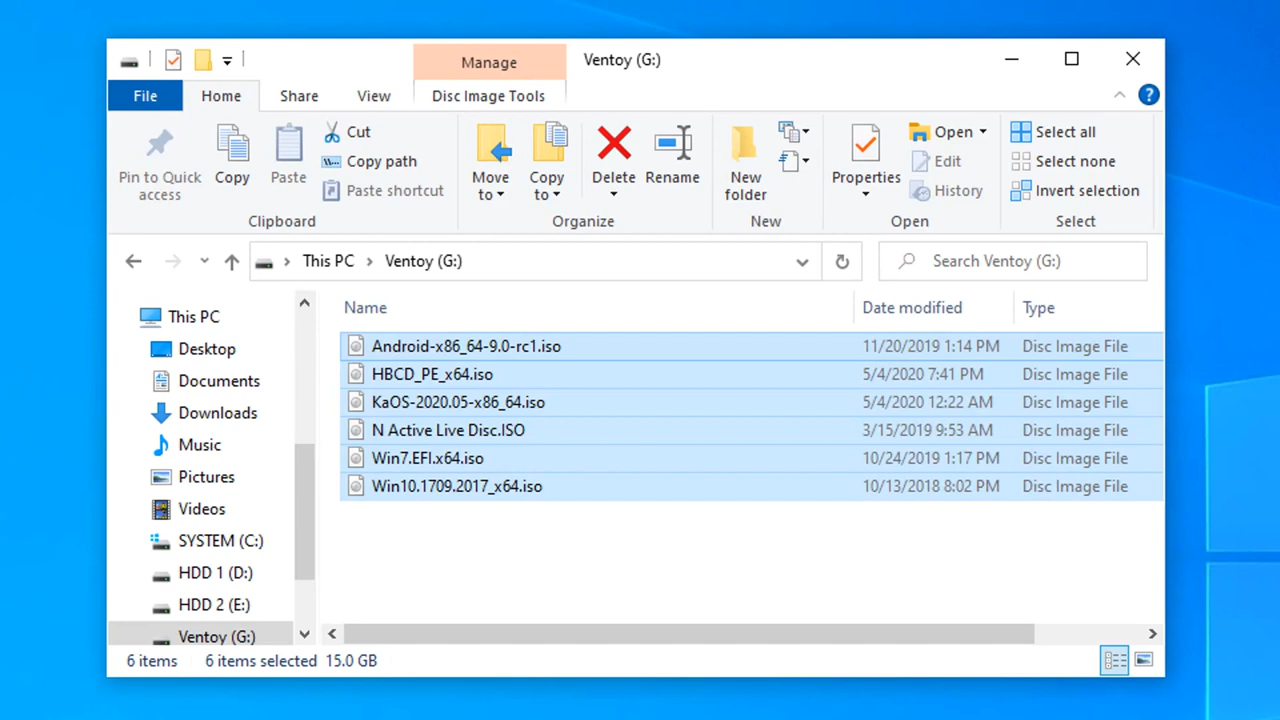 Manage
Ventoy (G:)
File
Home
Share
View
Disc Image Tools
?
Pin to Quick
access
Copy
Paste
Cut
Copy path
Paste shortcut
Clipboard
Move
to
Copy
to
Delete
Rename
Organize
New
folder
New
Properties
Open
Edit
History
Open
Select all
Select none
Invert selection
Select
This PC
Ventoy (G:)
Search Ventoy (G:)
This PC
Desktop
Documents
Downloads
Music
Pictures
Videos
SYSTEM (C:)
HDD 1 (D:)
HDD 2 (E:)
Ventoy (G:)
Name Date modified Type
Android-x86_64-9.0-rc1.iso 11/20/2019 1:14 PM Disc Image File
HBCD_PE_x64.iso 5/4/2020 7:41 PM Disc Image File
KaOS-2020.05-x86_64.iso 5/4/2020 12:22 AM Disc Image File
N Active Live Disc.ISO 3/15/2019 9:53 AM Disc Image File
Win7.EFI.x64.iso 10/24/2019 1:17 PM Disc Image File
Win10.1709.2017_x64.iso 10/13/2018 8:02 PM Disc Image File
6 items 6 items selected 15.0 GB